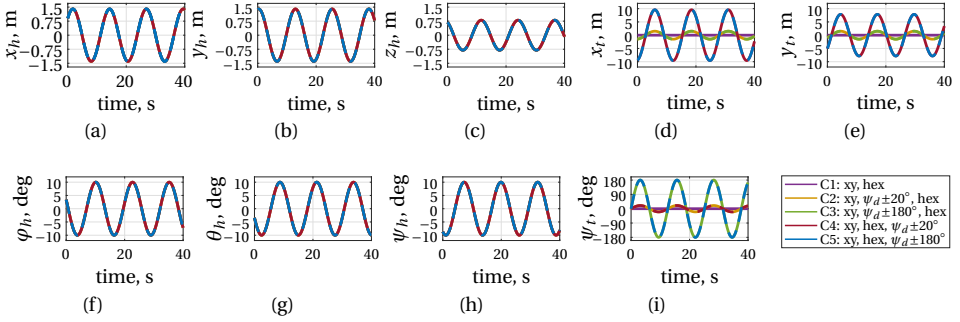 x_h, m
1.5
0.75
0
−0.75
−1.5
0 20 40
time, s
(a)
y_h, m
1.5
0.75
0
−0.75
−1.5
0 20 40
time, s
(b)
z_h, m
1.5
0.75
0
−0.75
−1.5
0 20 40
time, s
(c)
x_t, m
10
5
0
−5
−10
0 20 40
time, s
(d)
y_t, m
10
5
0
−5
−10
0 20 40
time, s
(e)
φ_h, deg
10
5
0
−5
−10
0 20 40
time, s
(f)
θ_h, deg
10
5
0
−5
−10
0 20 40
time, s
(g)
ψ_h, deg
10
5
0
−5
−10
0 20 40
time, s
(h)
ψ_t, deg
180
90
0
−90
−180
0 20 40
time, s
(i)
C1: xy, hex
C2: xy, ψ_d±20°, hex
C3: xy, ψ_d±180°, hex
C4: xy, hex, ψ_d±20°
C5: xy, hex, ψ_d±180°